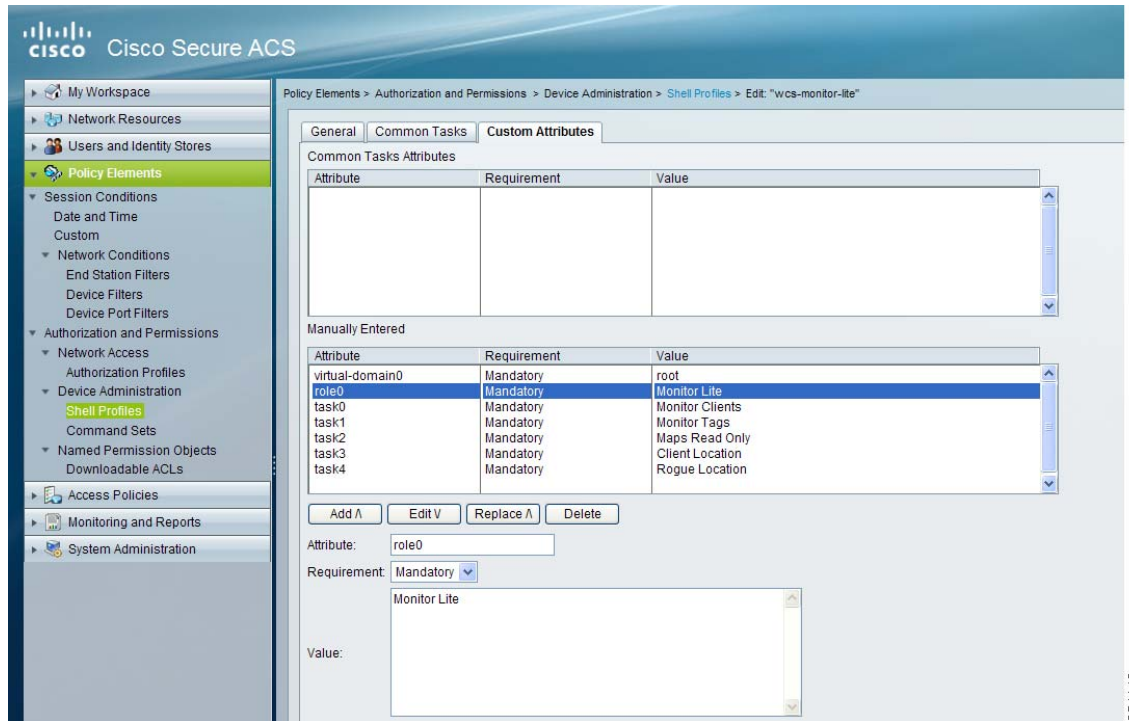 CISCO Cisco Secure ACS
My Workspace
Network Resources
Users and Identity Stores
Policy Elements
Session Conditions
Date and Time
Custom
Network Conditions
End Station Filters
Device Filters
Device Port Filters
Authorization and Permissions
Network Access
Authorization Profiles
Device Administration
Shell Profiles
Command Sets
Named Permission Objects
Downloadable ACLs
Access Policies
Monitoring and Reports
System Administration
Policy Elements > Authorization and Permissions > Device Administration > Shell Profiles > Edit: "wcs-monitor-lite"
General Common Tasks Custom Attributes
Common Tasks Attributes
Attribute Requirement Value
Manually Entered
Attribute Requirement Value
virtual-domain0 Mandatory root
role0 Mandatory Monitor Lite
task0 Mandatory Monitor Clients
task1 Mandatory Monitor Tags
task2 Mandatory Maps Read Only
task3 Mandatory Client Location
task4 Mandatory Rogue Location
Add /\ Edit \/ Replace /\ Delete
Attribute: role0
Requirement: Mandatory
Monitor Lite
Value: